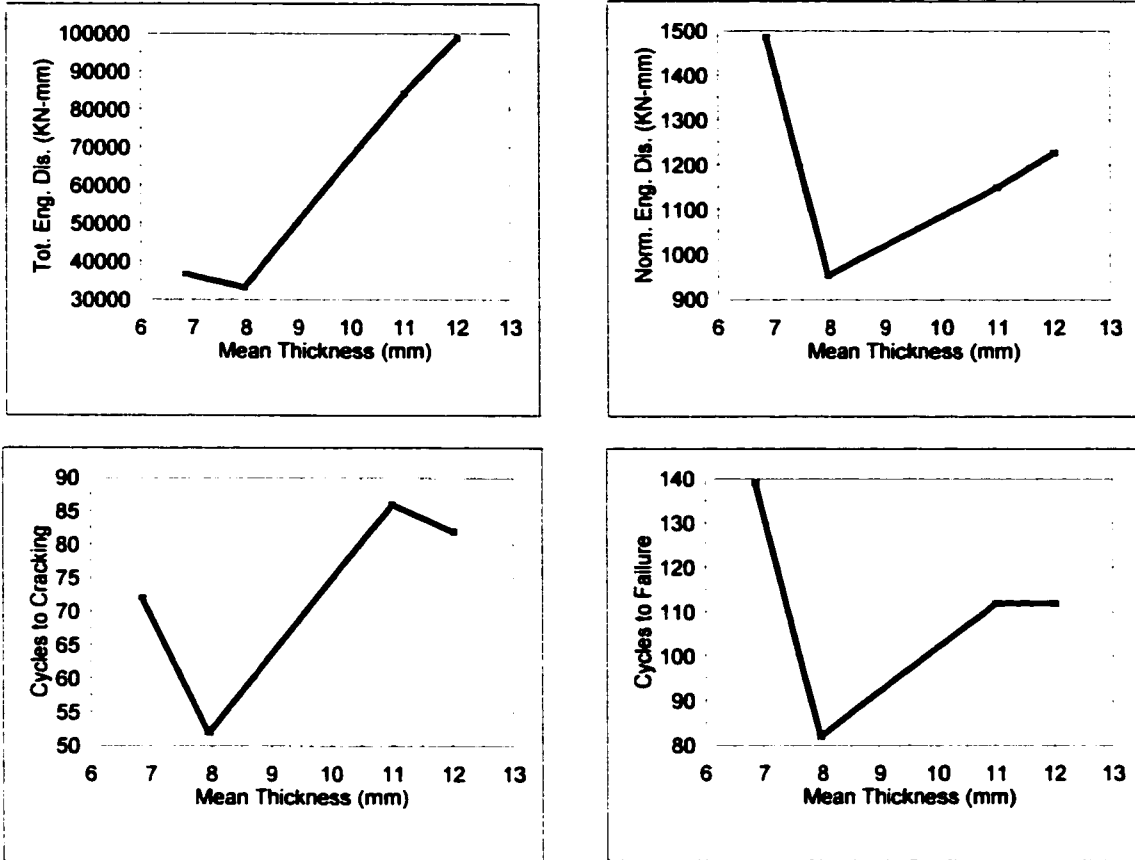 Tot. Eng. Dis. (KN-mm)
100000
90000
80000
70000
60000
50000
40000
30000
6 7 8 9 10 11 12 13
Mean Thickness (mm)
Norm. Eng. Dis. (KN-mm)
1500
1400
1300
1200
1100
1000
900
6 7 8 9 10 11 12 13
Mean Thickness (mm)
Cycles to Cracking
90
85
80
75
70
65
60
55
50
6 7 8 9 10 11 12 13
Mean Thickness (mm)
Cycles to Failure
140
130
120
110
100
90
80
6 7 8 9 10 11 12 13
Mean Thickness (mm)